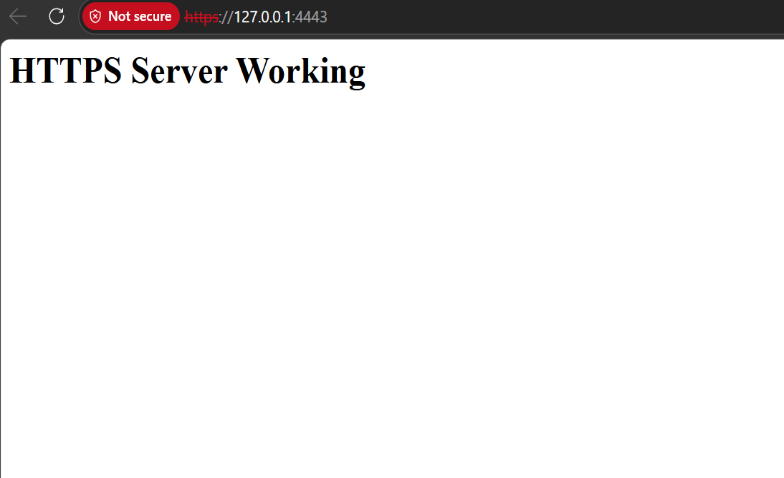 Not secure https://127.0.0.1:4443
HTTPS Server Working